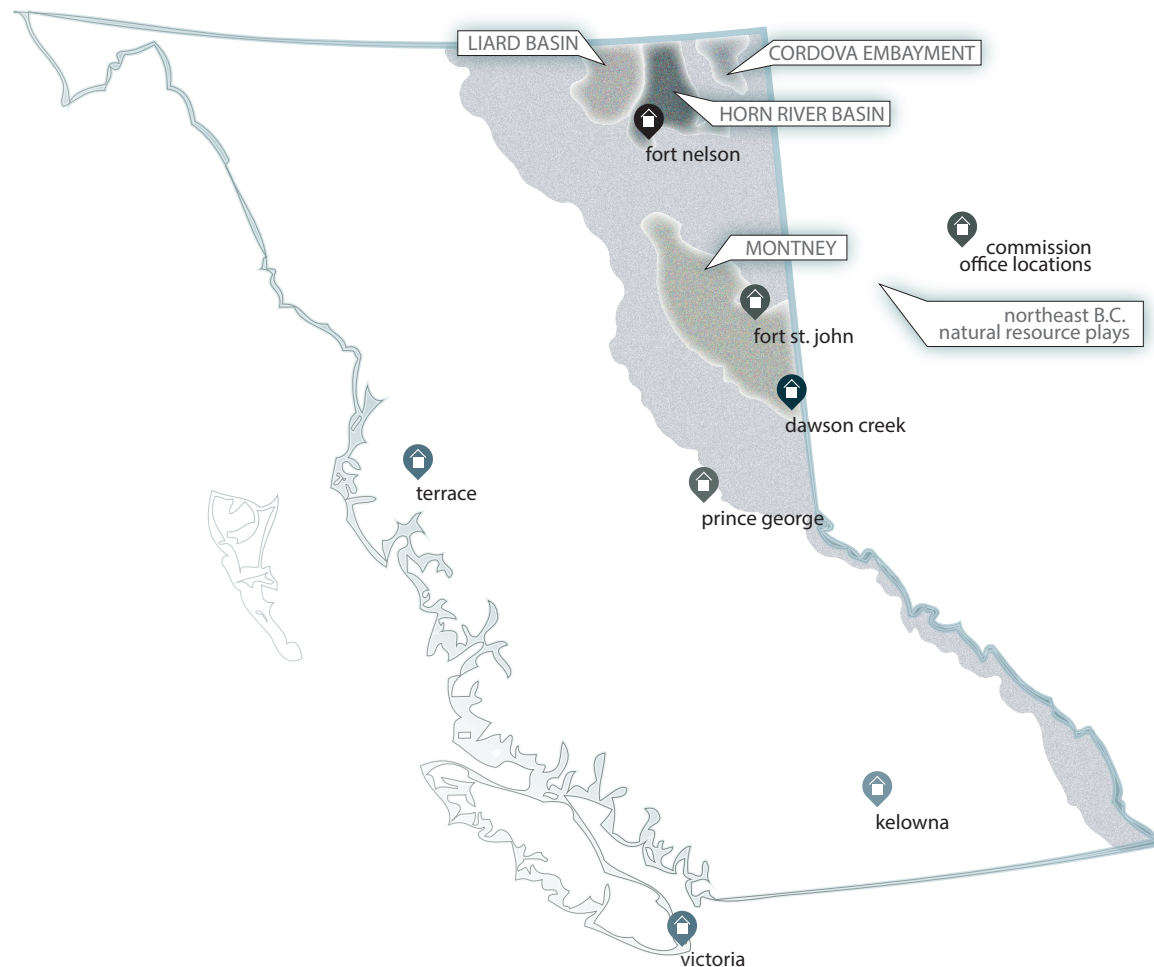 LIARD BASIN
CORDOVA EMBAYMENT
HORN RIVER BASIN
fort nelson
MONTNEY
commission
office locations
northeast B.C.
natural resource plays
fort st. john
dawson creek
terrace
prince george
kelowna
victoria